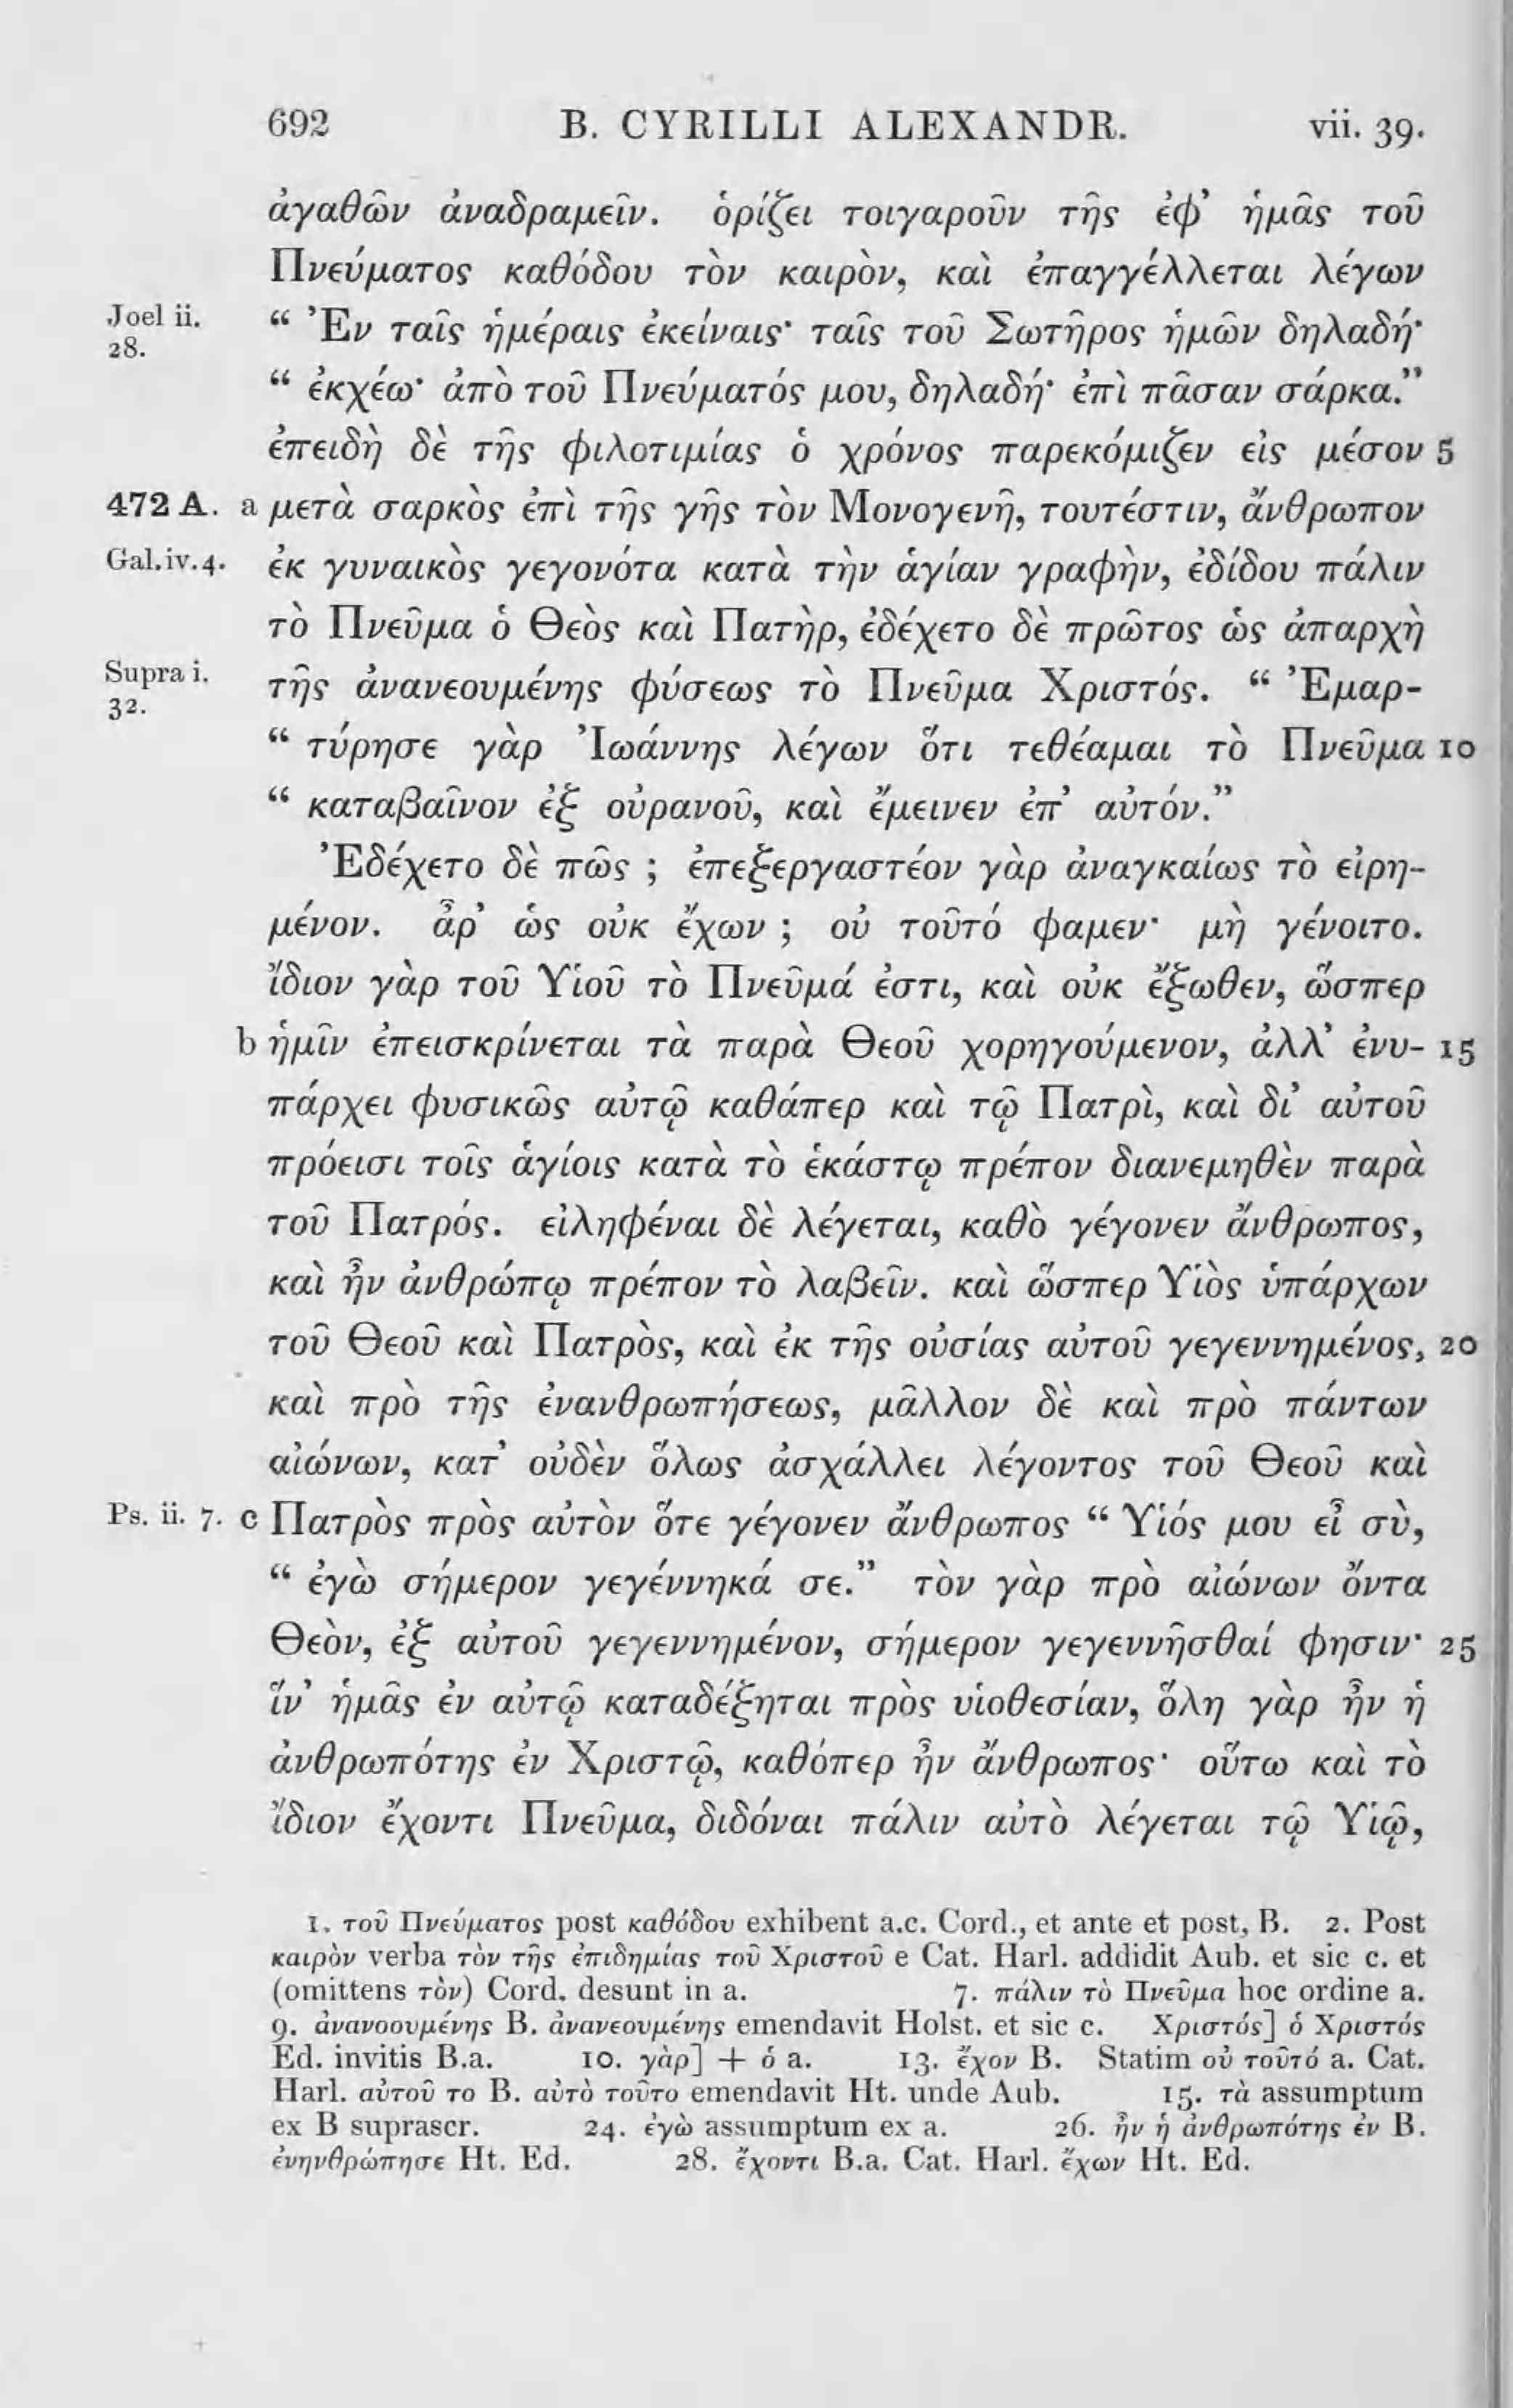 692 B. CYRILLI ALEXANDR. vii. 39.
ἀγαθῶν ἀναδραμεῖν. ὁρίζει τοιγαροῦν τῆς ἐφ’ ἡμᾶς τοῦ
Πνεύματος καθόδου τὸν καιρὸν, καὶ ἐπαγγέλλεται λέγων
Joel ii. “ Ἐν ταῖς ἡμέραις ἐκείναις· ταῖς τοῦ Σωτῆρος ἡμῶν δηλαδή·
28.
“ ἐκχέω· ἀπὸ τοῦ Πνεύματός μου, δηλαδή· ἐπὶ πᾶσαν σάρκα.”
ἐπειδὴ δὲ τῆς φιλοτιμίας ὁ χρόνος παρεκόμιζεν εἰς μέσον 5
472 A. a μετὰ σαρκὸς ἐπὶ τῆς γῆς τὸν Μονογενῆ, τουτέστιν, ἄνθρωπον
Gal. iv. 4. ἐκ γυναικὸς γεγονότα κατὰ τὴν ἁγίαν γραφὴν, ἐδίδου πάλιν
τὸ Πνεῦμα ὁ Θεὸς καὶ Πατὴρ, ἐδέχετο δὲ πρῶτος ὡς ἀπαρχὴ
Supra i. τῆς ἀνανεουμένης φύσεως τὸ Πνεῦμα Χριστός. “ Ἐμαρ-
32.
“ τύρησε γὰρ Ἰωάννης λέγων ὅτι τεθέαμαι τὸ Πνεῦμα 10
“ καταβαῖνον ἐξ οὐρανοῦ, καὶ ἔμεινεν ἐπ’ αὐτόν.”
Ἐδέχετο δὲ πῶς ; ἐπεξεργαστέον γὰρ ἀναγκαίως τὸ εἰρη-
μένον. ἆρ’ ὡς οὐκ ἔχων ; οὐ τοῦτό φαμεν· μὴ γένοιτο.
ἴδιον γὰρ τοῦ Υἱοῦ τὸ Πνεῦμά ἐστι, καὶ οὐκ ἔξωθεν, ὥσπερ
b ἡμῖν ἐπεισκρίνεται τὰ παρὰ Θεοῦ χορηγούμενον, ἀλλ’ ἐνυ- 15
πάρχει φυσικῶς αὐτῷ καθάπερ καὶ τῷ Πατρὶ, καὶ δι’ αὐτοῦ
πρόεισι τοῖς ἁγίοις κατὰ τὸ ἑκάστῳ πρέπον διανεμηθὲν παρὰ
τοῦ Πατρός. εἰληφέναι δὲ λέγεται, καθὸ γέγονεν ἄνθρωπος,
καὶ ἦν ἀνθρώπῳ πρέπον τὸ λαβεῖν. καὶ ὥσπερ Υἱὸς ὑπάρχων
τοῦ Θεοῦ καὶ Πατρὸς, καὶ ἐκ τῆς οὐσίας αὐτοῦ γεγεννημένος, 20
καὶ πρὸ τῆς ἐνανθρωπήσεως, μᾶλλον δὲ καὶ πρὸ πάντων
αἰώνων, κατ’ οὐδὲν ὅλως ἀσχάλλει λέγοντος τοῦ Θεοῦ καὶ
Ps. ii. 7. c Πατρὸς πρὸς αὐτὸν ὅτε γέγονεν ἄνθρωπος “ Υἱός μου εἶ σὺ,
“ ἐγὼ σήμερον γεγέννηκά σε.” τὸν γὰρ πρὸ αἰώνων ὄντα
Θεὸν, ἐξ αὐτοῦ γεγεννημένον, σήμερον γεγεννῆσθαί φησιν· 25
ἵν’ ἡμᾶς ἐν αὐτῷ καταδέξηται πρὸς υἱοθεσίαν, ὅλη γὰρ ἦν ἡ
ἀνθρωπότης ἐν Χριστῷ, καθόπερ ἦν ἄνθρωπος· οὕτω καὶ τὸ
ἴδιον ἔχοντι Πνεῦμα, διδόναι πάλιν αὐτὸ λέγεται τῷ Υἱῷ,
1. τοῦ Πνεύματος post καθόδου exhibent a.c. Cord., et ante et post, B. 2. Post
καιρὸν verba τὸν τῆς ἐπιδημίας τοῦ Χριστοῦ e Cat. Harl. addidit Aub. et sic c. et
(omittens τὸν) Cord. desunt in a. 7. πάλιν τὸ Πνεῦμα hoc ordine a.
9. ἀνανοουμένης B. ἀνανεουμένης emendavit Holst. et sic c. Χριστός] ὁ Χριστός
Ed. invitis B.a. 10. γὰρ] + ὁ a. 13. ἔχον B. Statim οὐ τοῦτό a. Cat.
Harl. αὐτοῦ το B. αὐτὸ τοῦτο emendavit Ht. unde Aub. 15. τὰ assumptum
ex B suprascr. 24. ἐγὼ assumptum ex a. 26. ἦν ἡ ἀνθρωπότης ἐν B.
ἐνηνθρώπησε Ht. Ed. 28. ἔχοντι B.a. Cat. Harl. ἔχων Ht. Ed.